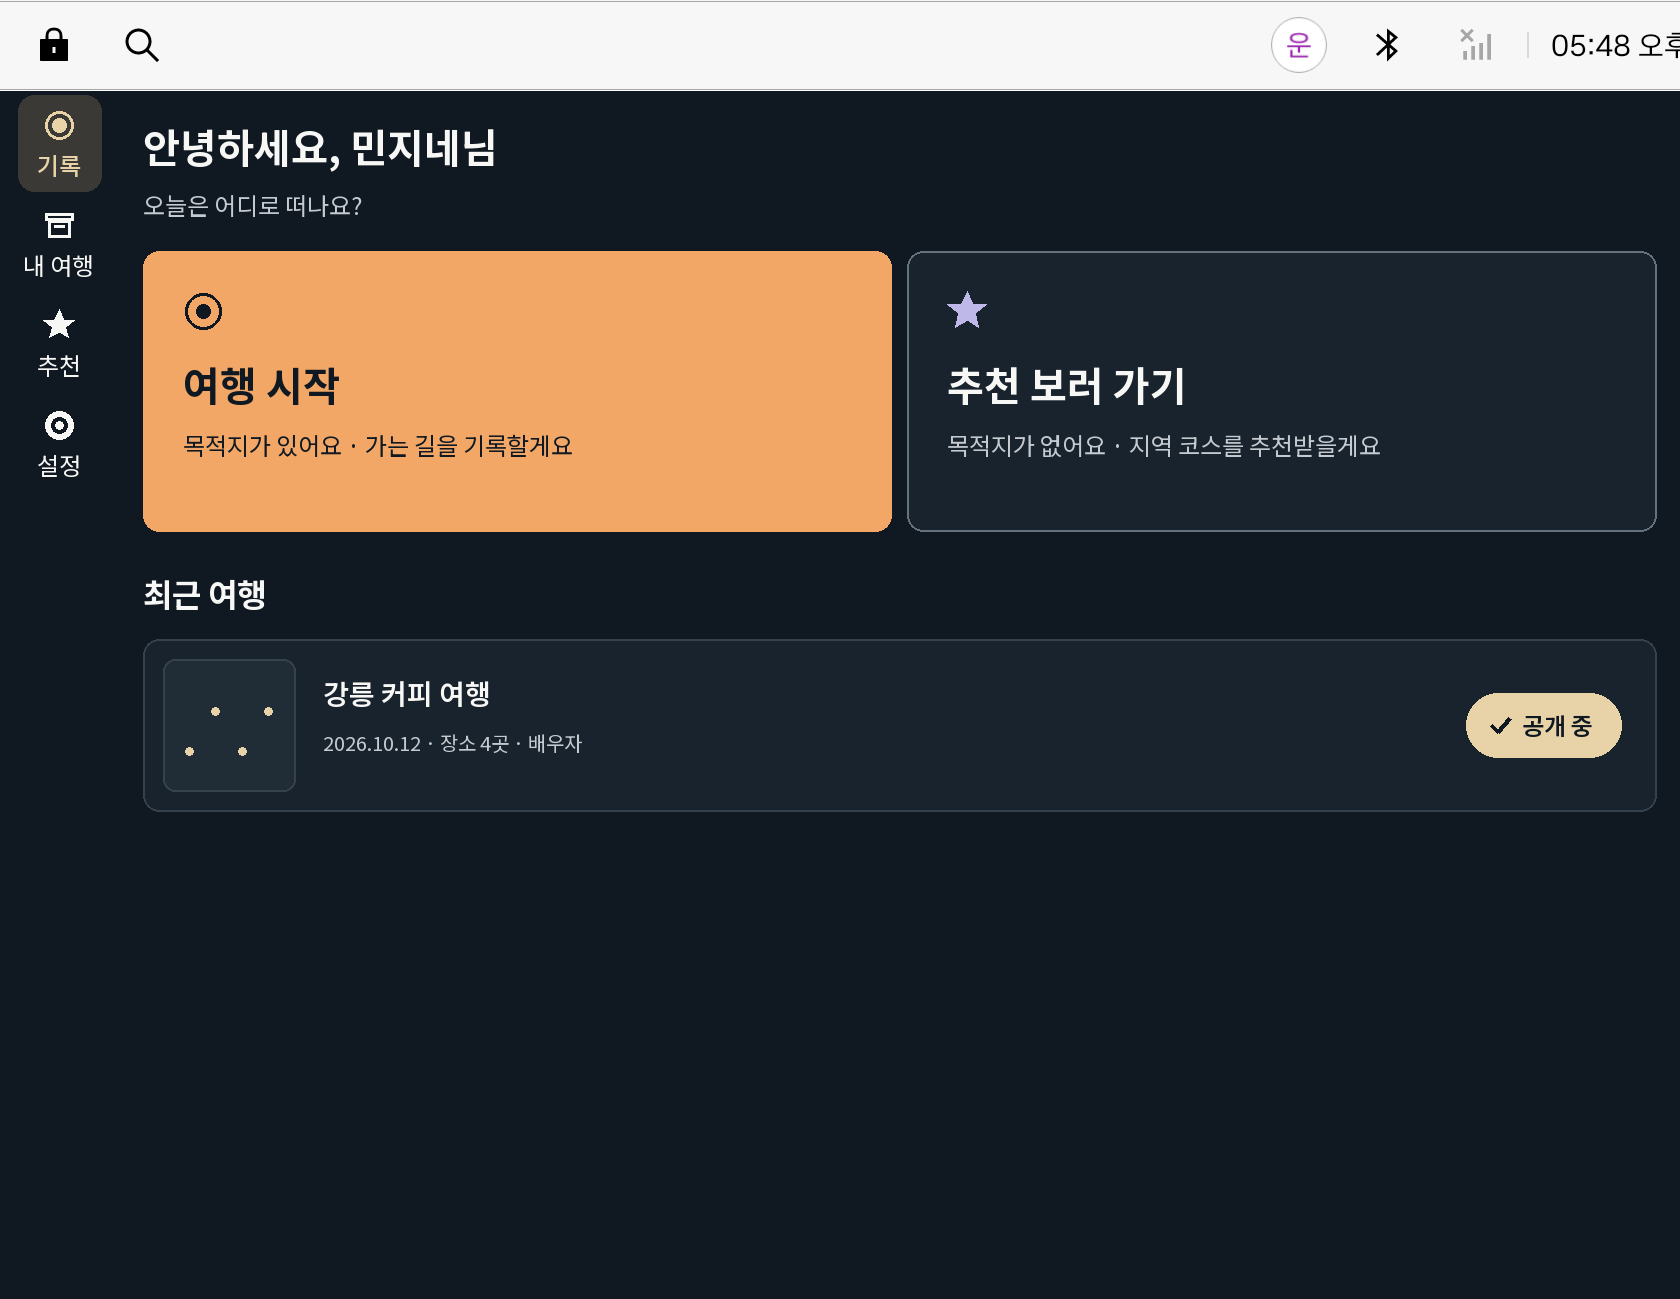 운
05:48 오후
기록
내 여행
추천
설정
안녕하세요, 민지네님
오늘은 어디로 떠나요?
여행 시작
목적지가 있어요 · 가는 길을 기록할게요
추천 보러 가기
목적지가 없어요 · 지역 코스를 추천받을게요
최근 여행
강릉 커피 여행
2026.10.12 · 장소 4곳 · 배우자
공개 중